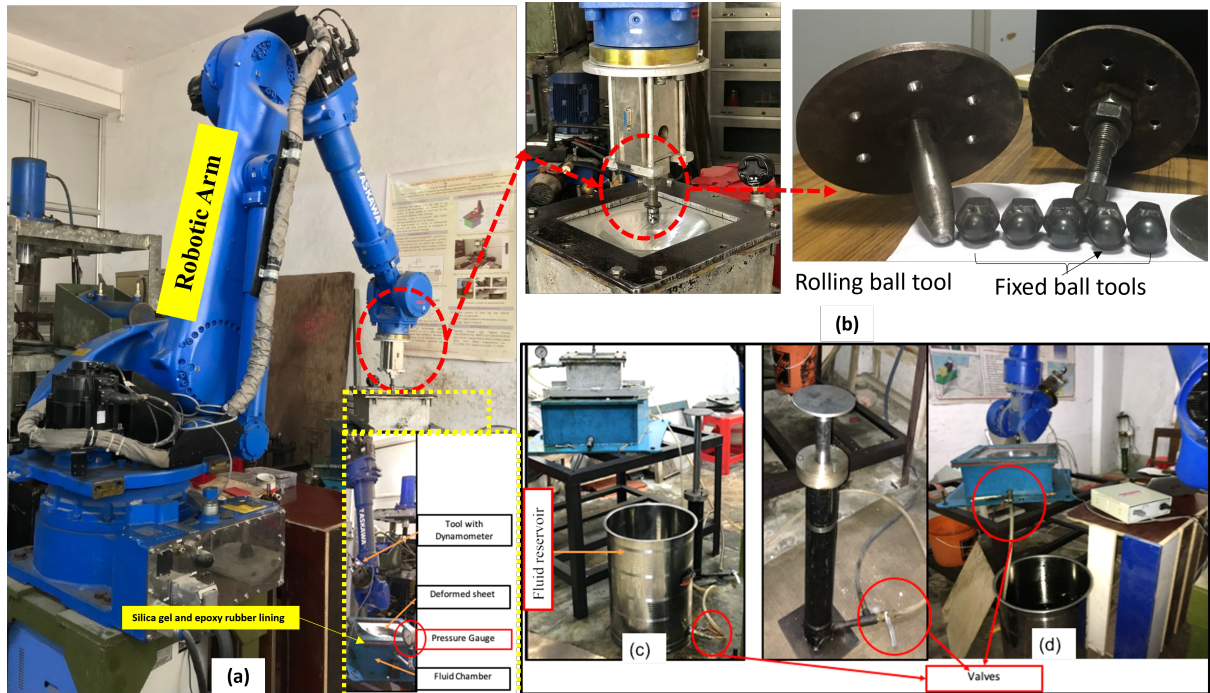 Robotic Arm
YASKAWA
YASKAWA
Tool with
Dynamometer
Deformed sheet
Silica gel and epoxy rubber lining
Pressure Gauge
Fluid Chamber
(a)
Rolling ball tool
Fixed ball tools
(b)
Fluid reservoir
(c)
(d)
Valves